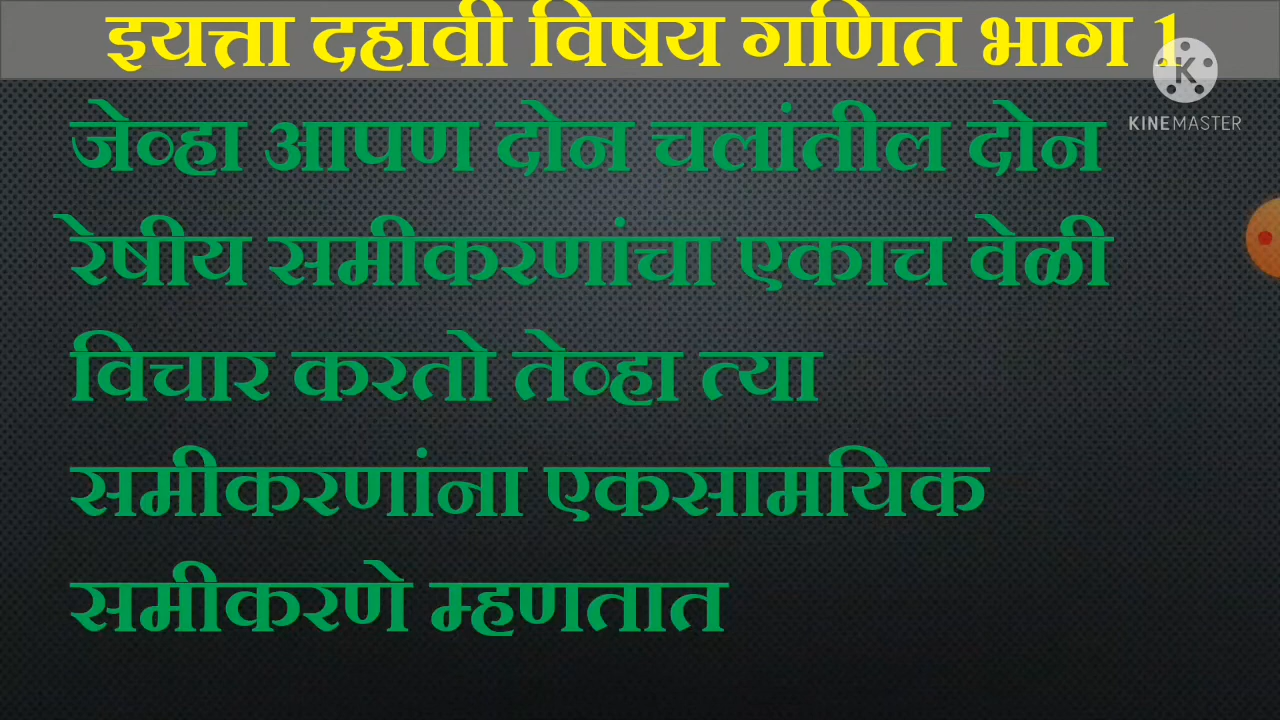 इयत्ता दहावी विषय गणित भाग 1
K
KINEMASTER
जेव्हा आपण दोन चलांतील दोन
रेषीय समीकरणांचा एकाच वेळी
विचार करतो तेव्हा त्या
समीकरणांना एकसामयिक
समीकरणे म्हणतात